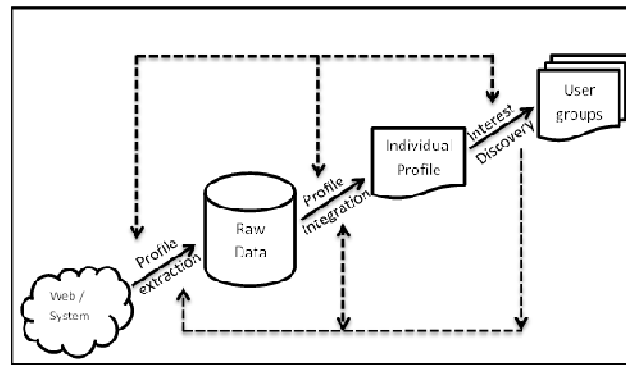 User
groups
Interest
Discovery
Individual
Profile
Profile
Integration
Raw
Data
Profile
extraction
Web /
System